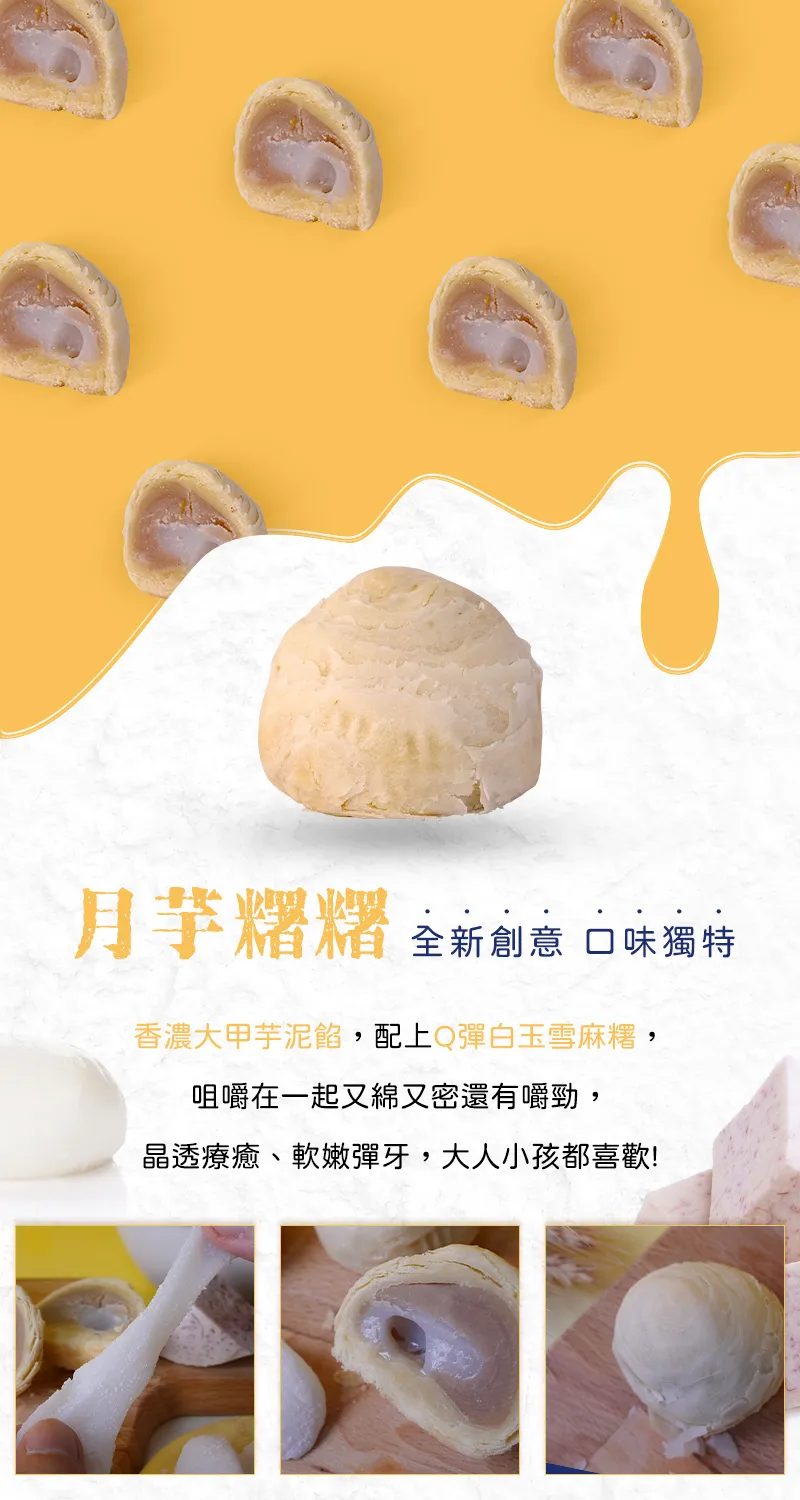 月芋糬糬 全新創意 口味獨特
香濃大甲芋泥餡，配上Q彈白玉雪麻糬，
咀嚼在一起又綿又密還有嚼勁，
晶透療癒、軟嫩彈牙，大人小孩都喜歡!